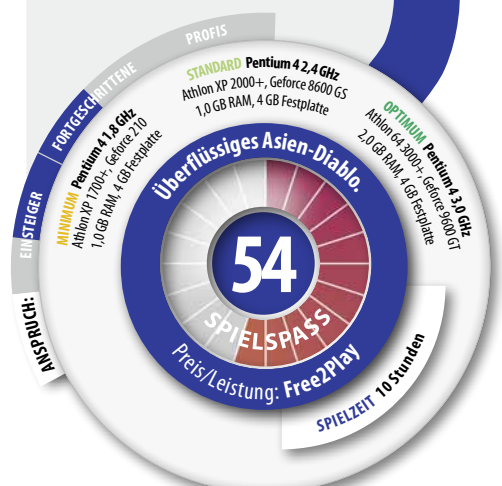 ANSPRUCH:
EINSTEIGER
FORTGESCHRITTENE
PROFIS
MINIMUM Pentium 4 1,8 GHz
Athlon XP 1700+, Geforce 210
1,0 GB RAM, 4 GB Festplatte
STANDARD Pentium 4 2,4 GHz
Athlon XP 2000+, Geforce 8600 GS
1,0 GB RAM, 4 GB Festplatte
OPTIMUM Pentium 4 3,0 GHz
Athlon 64 3000+, Geforce 9600 GT
2,0 GB RAM, 4 GB Festplatte
Überflüssiges Asien-Diablo.
54
SPIELSPASS
Preis/Leistung: Free2Play
SPIELZEIT 10 Stunden